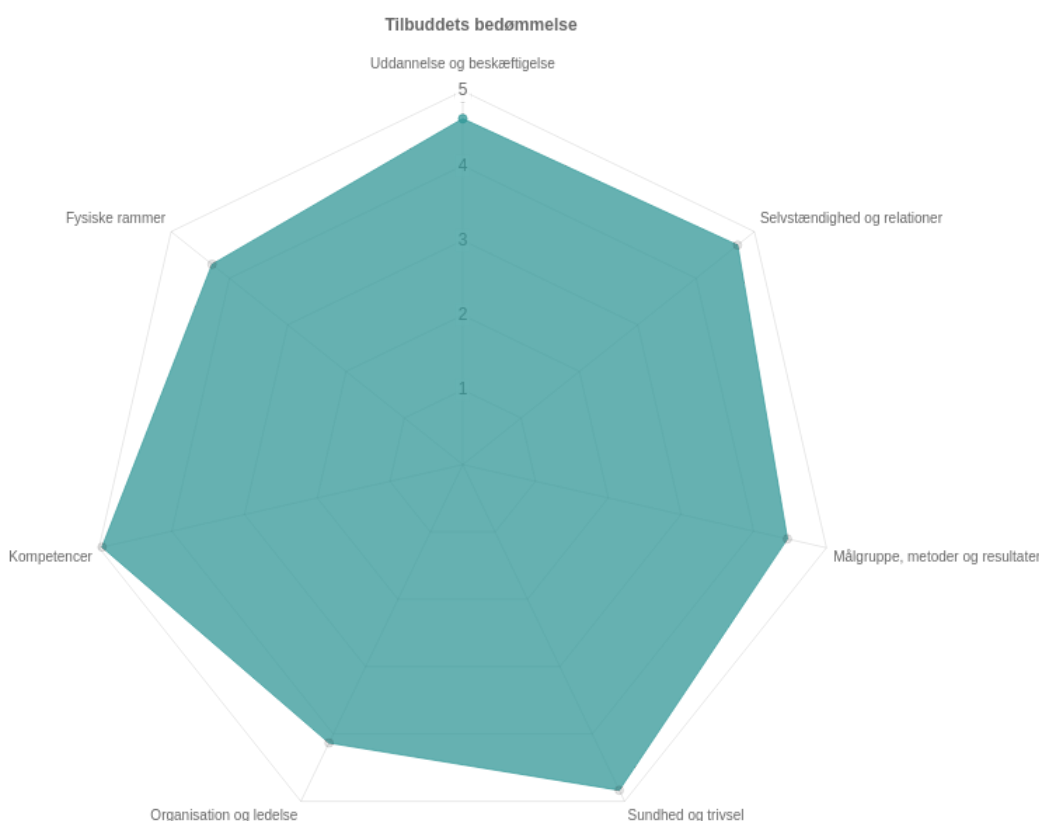 Tilbuddets bedømmelse
Uddannelse og beskæftigelse
5
4
3
2
1
Fysiske rammer
Selvstændighed og relationer
Kompetencer
Målgruppe, metoder og resultater
Organisation og ledelse
Sundhed og trivsel